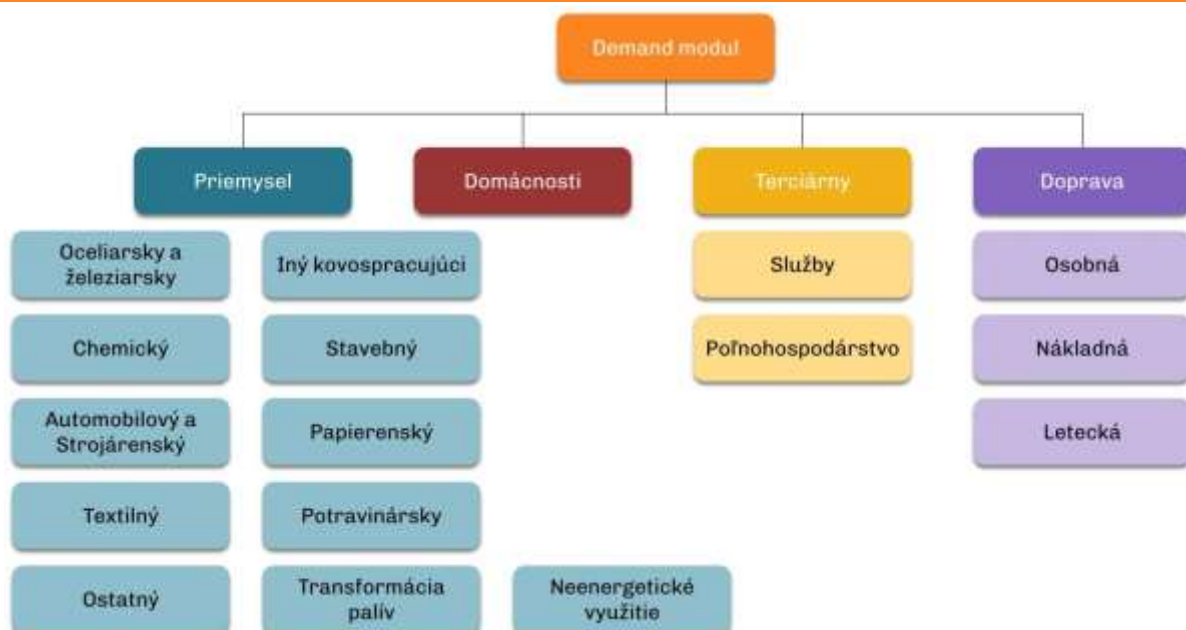 Demand modul
Priemysel
Domácnosti
Terciárny
Doprava
Oceliarsky a
železiarsky
Iný kovospracujúci
Služby
Osobná
Chemický
Stavebný
Poľnohospodárstvo
Nákladná
Automobilový a
Strojárenský
Papierenský
Letecká
Textilný
Potravinársky
Ostatný
Transformácia
palív
Neenergetické
využitie